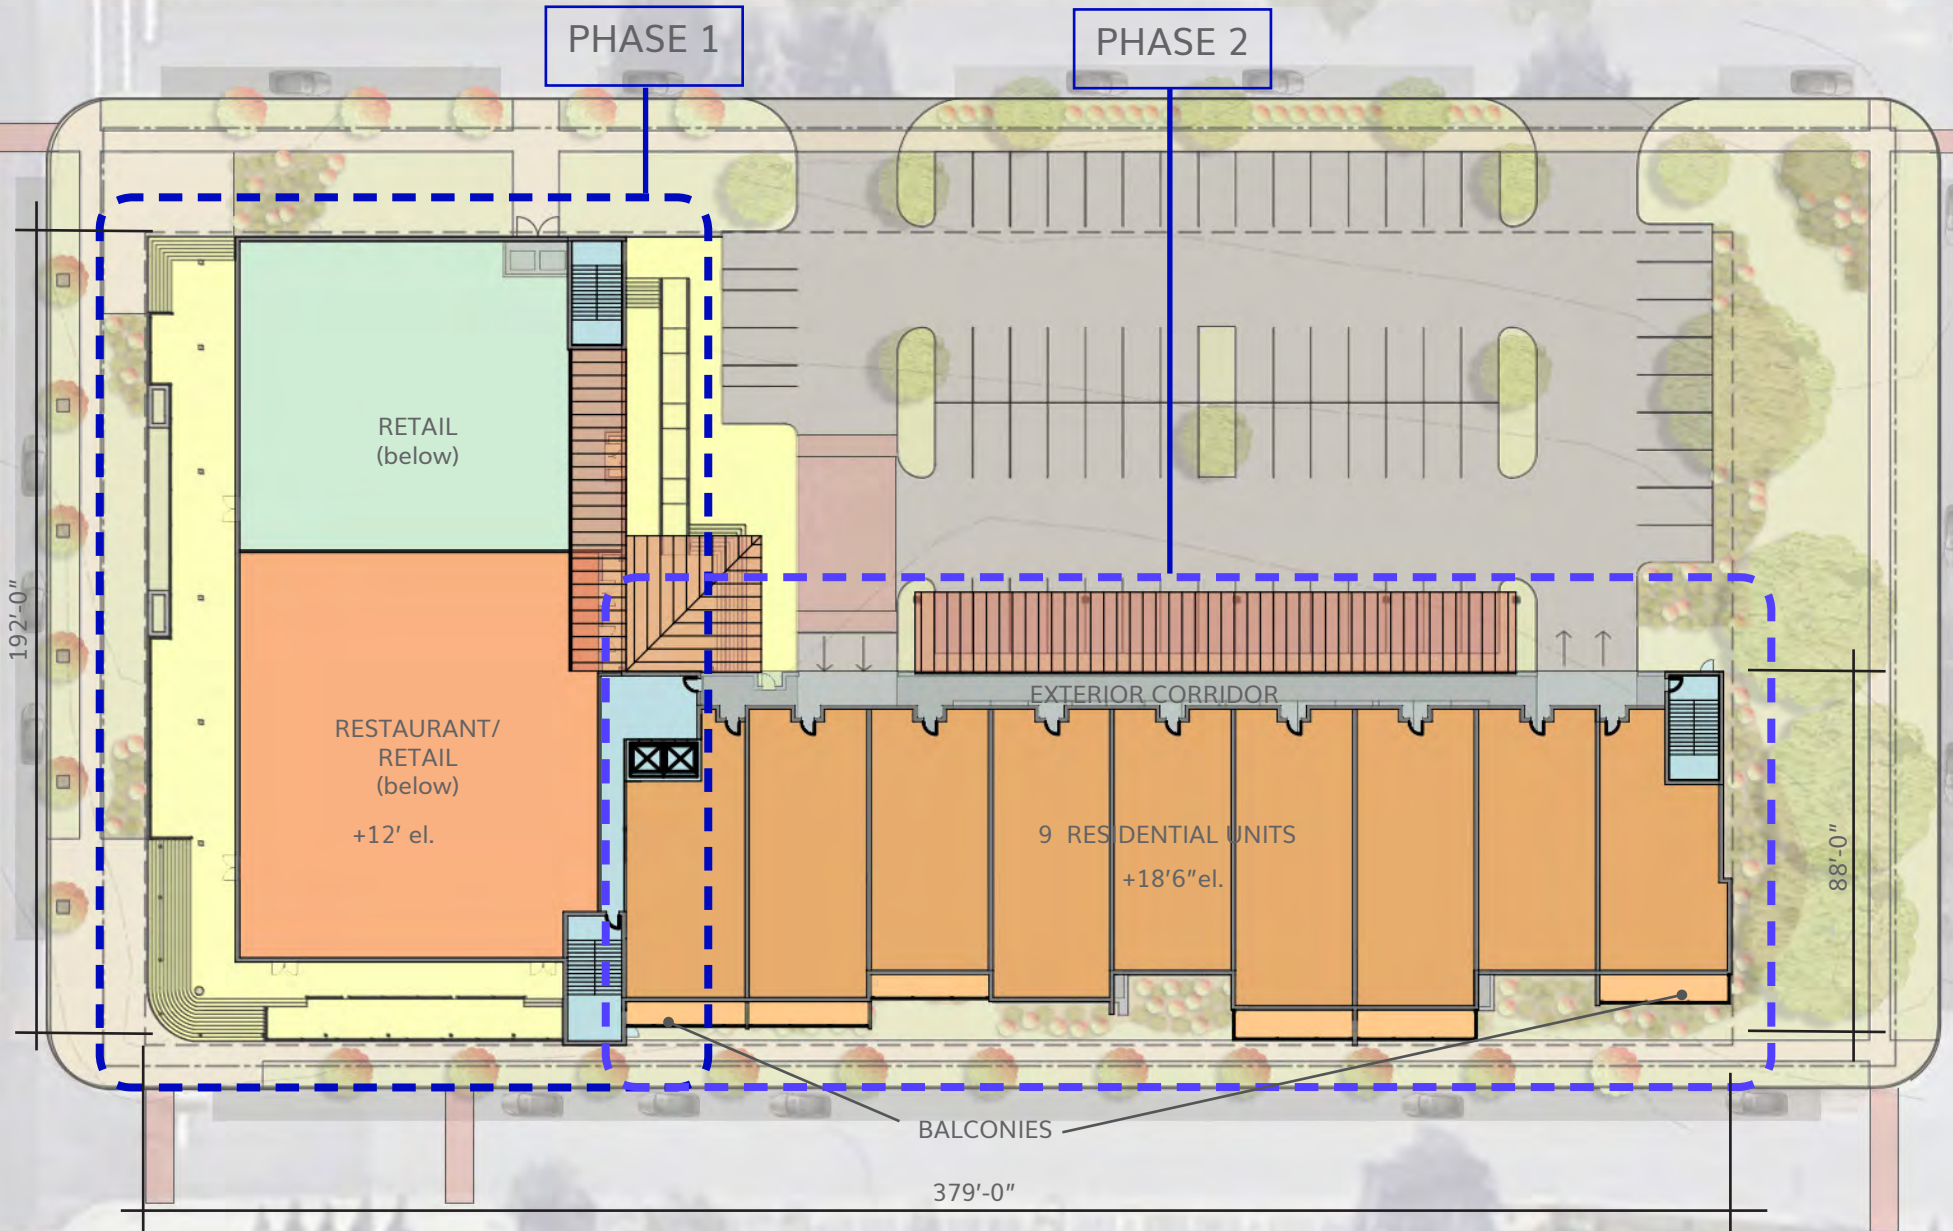 PHASE 1
PHASE 2
RETAIL
(below)
192'-0"
EXTERIOR CORRIDOR
RESTAURANT/
RETAIL
(below)
+12' el.
9 RESIDENTIAL UNITS
+18'6"el.
88'-0"
BALCONIES
379'-0"